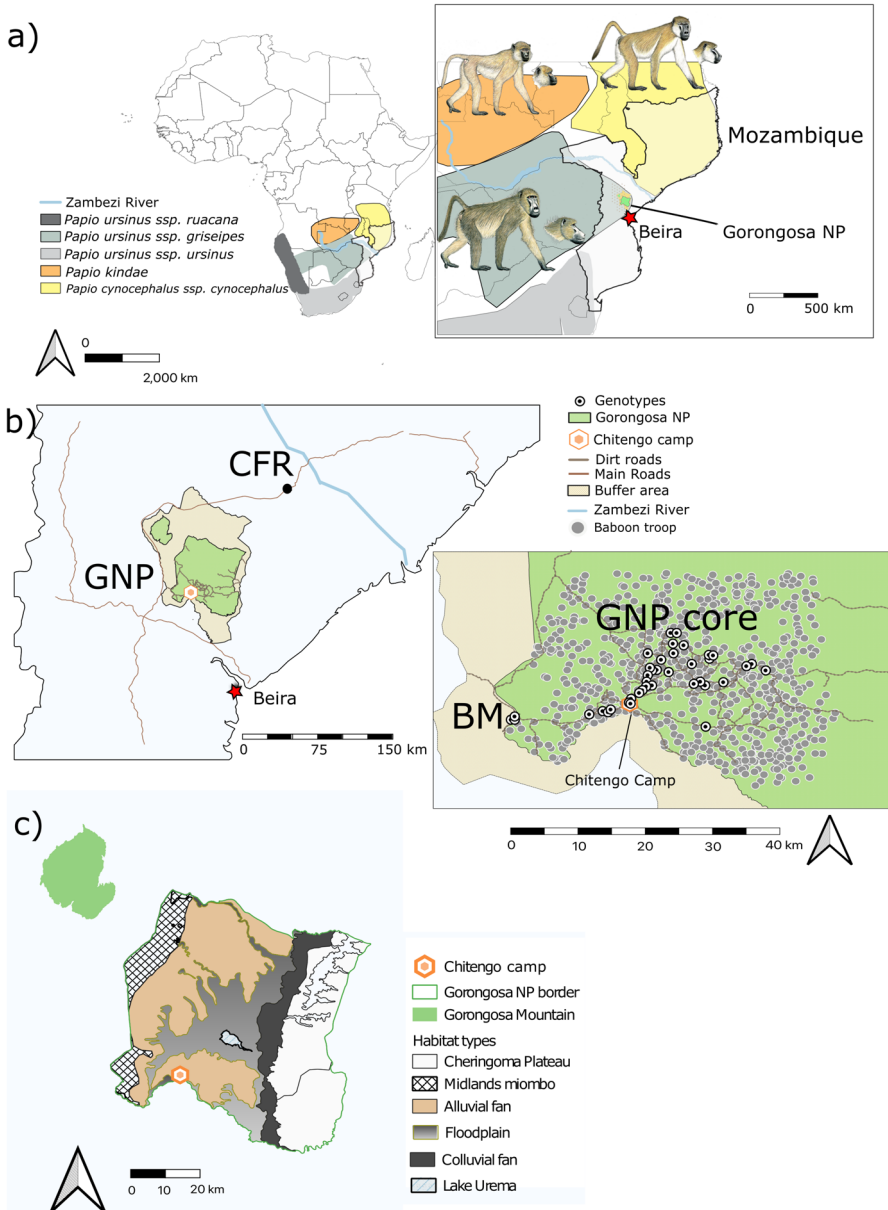 a)
Zambezi River
Papio ursinus ssp. ruacana
Papio ursinus ssp. griseipes
Papio ursinus ssp. ursinus
Papio kindae
Papio cynocephalus ssp. cynocephalus
0
2,000 km
Mozambique
Beira
Gorongosa NP
0 500 km
b)
CFR
GNP
Beira
0 75 150 km
Genotypes
Gorongosa NP
Chitengo camp
Dirt roads
Main Roads
Buffer area
Zambezi River
Baboon troop
GNP core
BM
Chitengo Camp
0 10 20 30 40 km
c)
0 10 20 km
Chitengo camp
Gorongosa NP border
Gorongosa Mountain
Habitat types
Cheringoma Plateau
Midlands miombo
Alluvial fan
Floodplain
Colluvial fan
Lake Urema